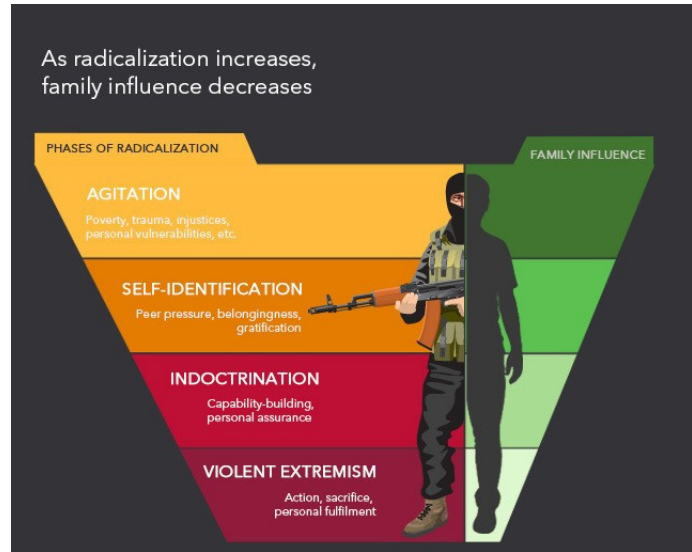 As radicalization increases,
family influence decreases
PHASES OF RADICALIZATION
FAMILY INFLUENCE
AGITATION
Poverty, trauma, injustices,
personal vulnerabilities, etc.
SELF-IDENTIFICATION
Peer pressure, belongingness,
gratification
INDOCTRINATION
Capability-building,
personal assurance
VIOLENT EXTREMISM
Action, sacrifice,
personal fulfilment